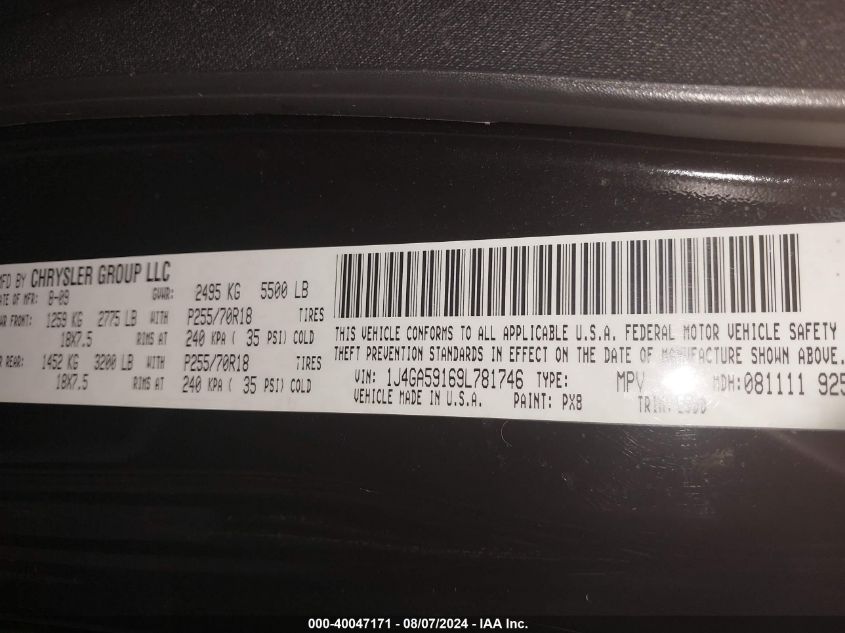 MFD BY CHRYSLER GROUP LLC
DATE OF MFR: 8-09 GVWR: 2495 KG 5500 LB
FRONT: 1259 KG 2775 LB WITH P255/70R18 TIRES
18X7.5 RIMS AT 240 KPA ( 35 PSI) COLD
REAR: 1452 KG 3200 LB WITH P255/70R18 TIRES
18X7.5 RIMS AT 240 KPA ( 35 PSI) COLD
THIS VEHICLE CONFORMS TO ALL APPLICABLE U.S.A. FEDERAL MOTOR VEHICLE SAFETY
THEFT PREVENTION STANDARDS IN EFFECT ON THE DATE OF MANUFACTURE SHOWN ABOVE.
VIN: 1J4GA59169L781746 TYPE: MPV MDH:081111 925
VEHICLE MADE IN U.S.A. PAINT: PX8 TRIM:
000-40047171 - 08/07/2024 - IAA Inc.